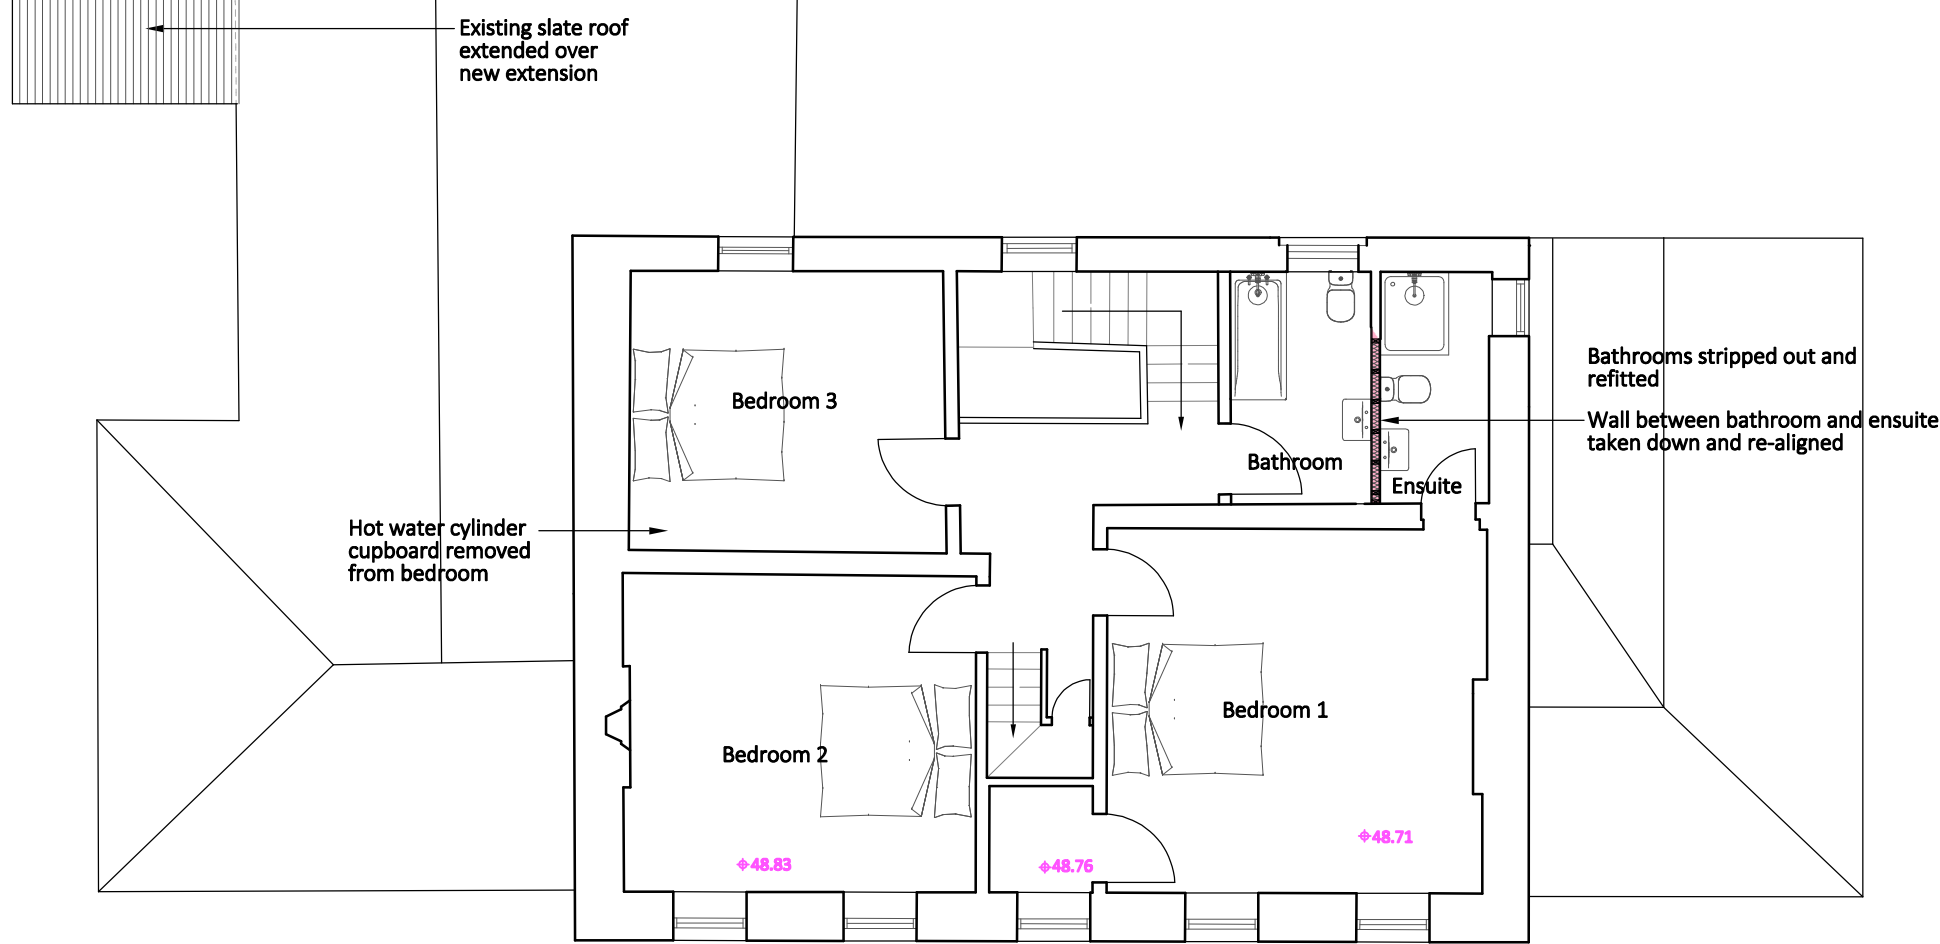 Existing slate roof
extended over
new extension
Bathrooms stripped out and
refitted
Bedroom 3
Wall between bathroom and ensuite
taken down and re-aligned
Bathroom
Ensuite
Hot water cylinder
cupboard removed
from bedroom
Bedroom 1
Bedroom 2
48.71
48.83
48.76